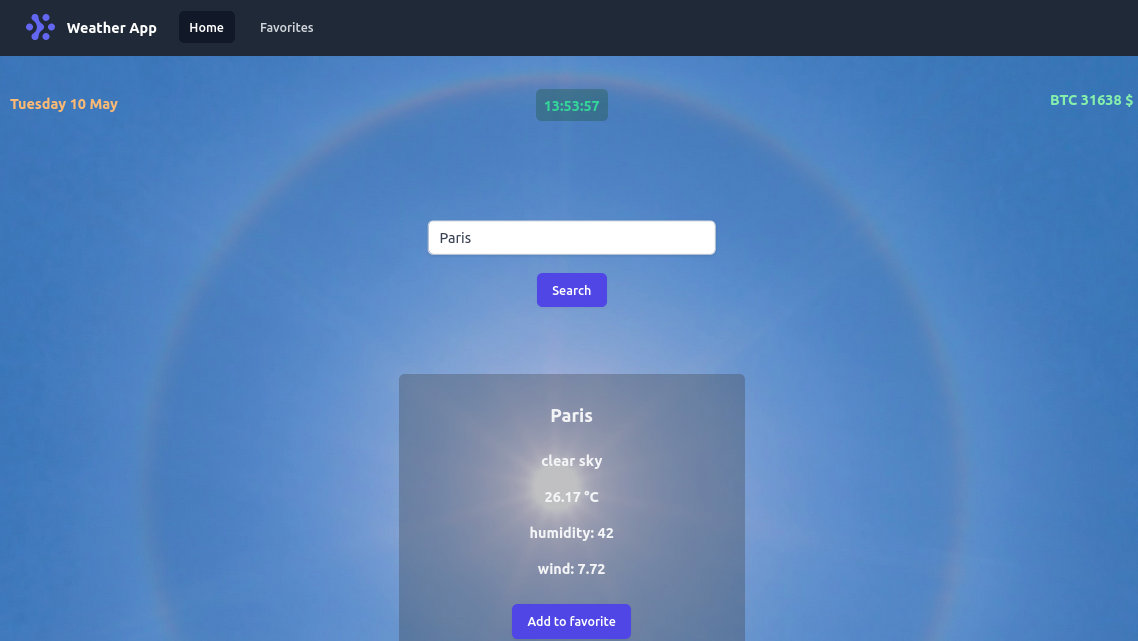 Weather App Home Favorites
Tuesday 10 May 13:53:57 BTC 31638 $
Paris
Search
Paris
clear sky
26.17 °C
humidity: 42
wind: 7.72
Add to favorite